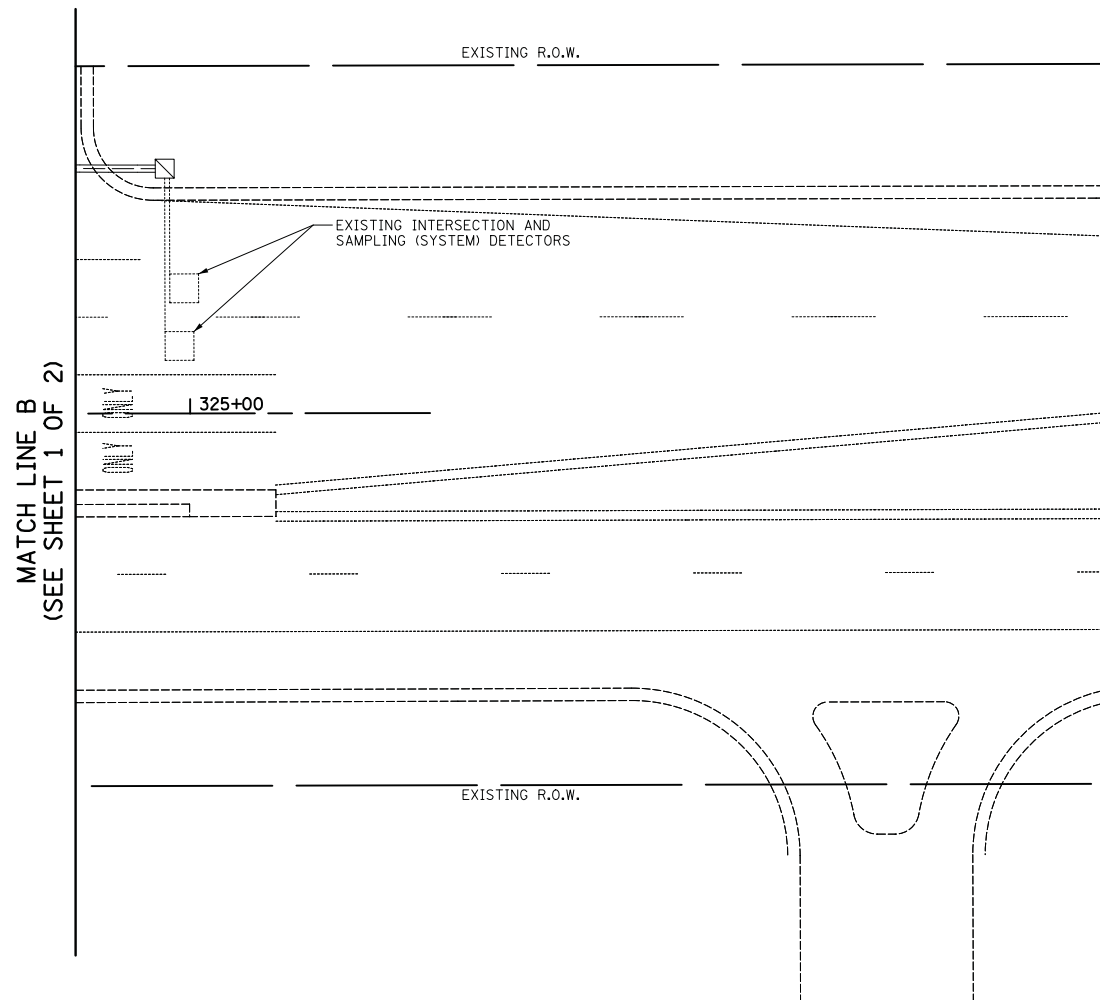 EXISTING R.O.W.
EXISTING INTERSECTION AND
SAMPLING (SYSTEM) DETECTORS
MATCH LINE B
(SEE SHEET 1 OF 2)
325+00
EXISTING R.O.W.